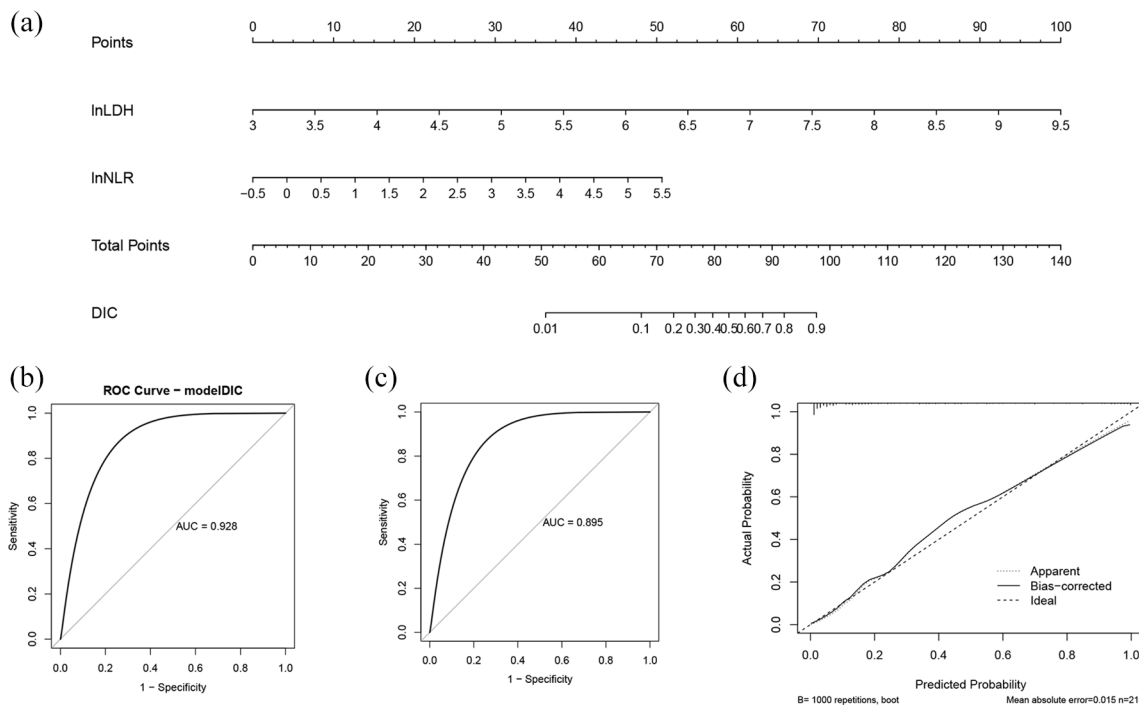 (a)
Points
0 10 20 30 40 50 60 70 80 90 100
lnLDH
3 3.5 4 4.5 5 5.5 6 6.5 7 7.5 8 8.5 9 9.5
lnNLR
−0.5 0 0.5 1 1.5 2 2.5 3 3.5 4 4.5 5 5.5
Total Points
0 10 20 30 40 50 60 70 80 90 100 110 120 130 140
DIC
0.01 0.1 0.2 0.3 0.4 0.5 0.6 0.7 0.8 0.9
(b)
ROC Curve − modelDIC
Sensitivity
1.0
0.8
0.6
0.4
0.2
0.0
AUC = 0.928
0.0 0.2 0.4 0.6 0.8 1.0
1 − Specificity
(c)
Sensitivity
1.0
0.8
0.6
0.4
0.2
0.0
AUC = 0.895
0.0 0.2 0.4 0.6 0.8 1.0
1 − Specificity
(d)
Actual Probability
1.0
0.8
0.6
0.4
0.2
0.0
Apparent
Bias−corrected
Ideal
0.0 0.2 0.4 0.6 0.8 1.0
Predicted Probability
B= 1000 repetitions, boot
Mean absolute error=0.015 n=21